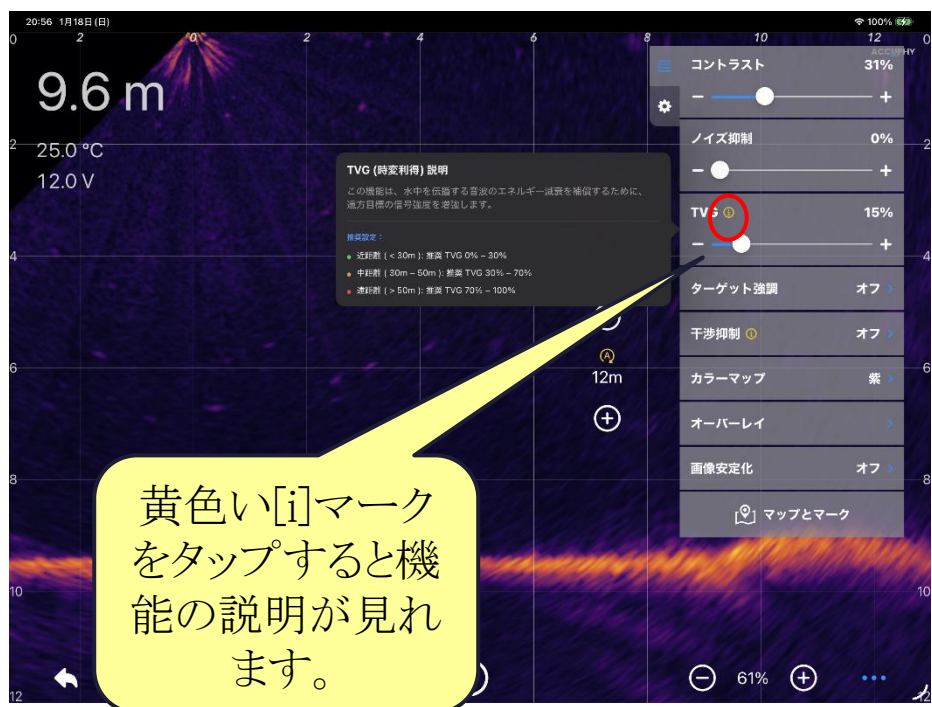 20:56 1月18日(日)
100%
0 2 0 2 4 6 8 10 12 0
ACCUPHY
9.6 m
25.0 °C
12.0 V
コントラスト 31%
− +
ノイズ抑制 0%
− +
TVG 15%
− +
ターゲット強調 オフ
干渉抑制 オフ
カラーマップ 紫
オーバーレイ
画像安定化 オフ
マップとマーク
TVG (時変利得) 説明
この機能は、水中を伝播する音波のエネルギー減衰を補償するために、
遠方目標の信号強度を増強します。
推奨設定：
近距離 ( < 30m ): 推奨 TVG 0% – 30%
中距離 ( 30m – 50m ): 推奨 TVG 30% – 70%
遠距離 ( > 50m ): 推奨 TVG 70% – 100%
A
12m
黄色い[i]マーク
をタップすると機
能の説明が見れ
ます。
2 2
4 4
6 6
8 8
10 10
12 12
61%